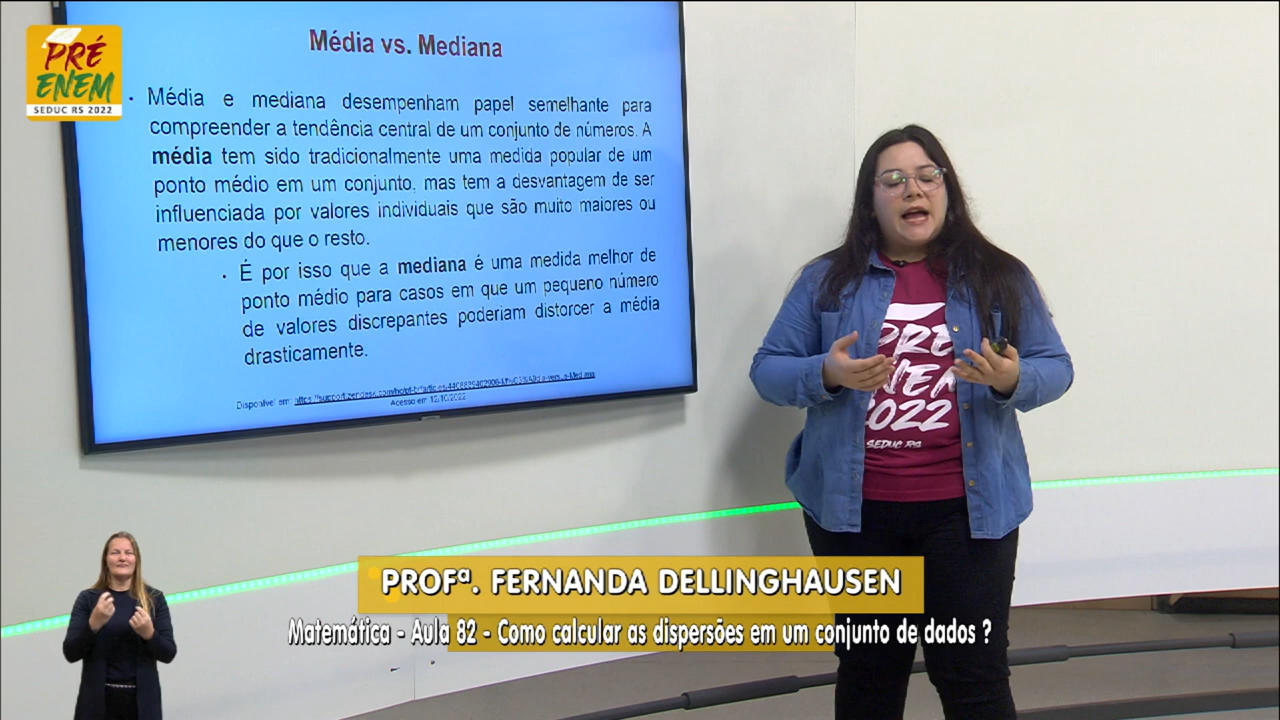 PRÉ
ENEM
SEDUC RS 2022
Média vs. Mediana
• Média e mediana desempenham papel semelhante para
compreender a tendência central de um conjunto de números. A
média tem sido tradicionalmente uma medida popular de um
ponto médio em um conjunto, mas tem a desvantagem de ser
influenciada por valores individuais que são muito maiores ou
menores do que o resto.
• É por isso que a mediana é uma medida melhor de
ponto médio para casos em que um pequeno número
de valores discrepantes poderiam distorcer a média
drasticamente.
Disponível em:
Acesso em 12/10/2022
PRÉ
ENEM
2022
SEDUC RS
PROFª. FERNANDA DELLINGHAUSEN
Matemática - Aula 82 - Como calcular as dispersões em um conjunto de dados ?